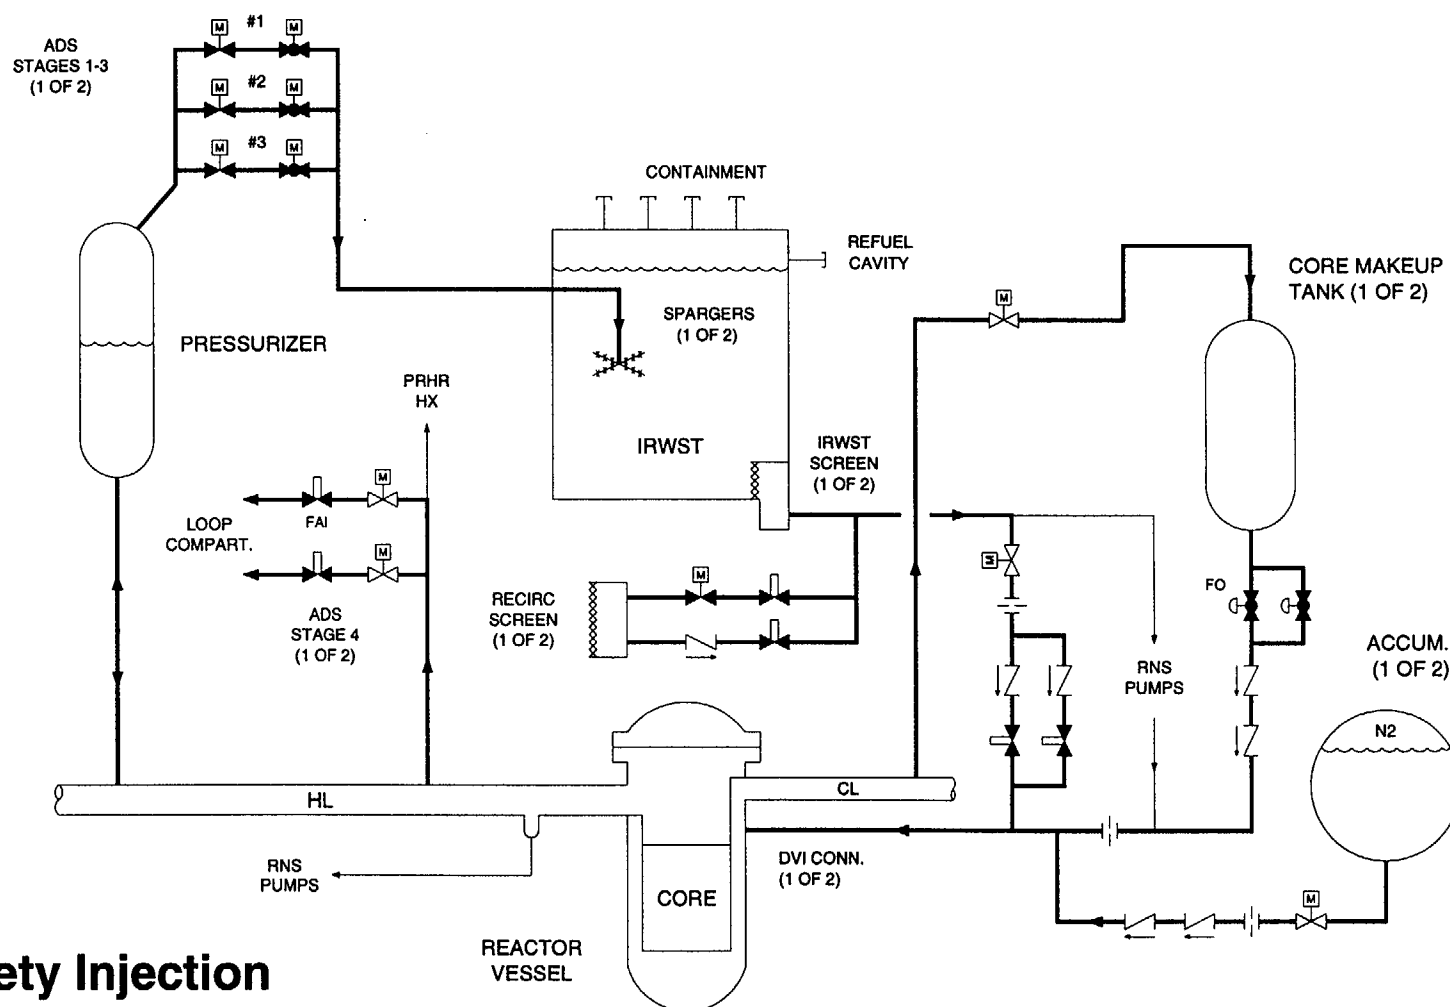 #1
M
M
ADS
STAGES 1-3
(1 OF 2)
#2
M
M
#3
M
M
CONTAINMENT
REFUEL
CAVITY
CORE MAKEUP
TANK (1 OF 2)
M
SPARGERS
(1 OF 2)
PRESSURIZER
PRHR
HX
IRWST
IRWST
SCREEN
(1 OF 2)
M
FAI
LOOP
COMPART.
M
ADS
STAGE 4
(1 OF 2)
RECIRC
SCREEN
(1 OF 2)
M
M
FO
RNS
PUMPS
ACCUM.
(1 OF 2)
N2
HL
CL
DVI CONN.
(1 OF 2)
RNS
PUMPS
CORE
M
REACTOR
VESSEL
ety Injection